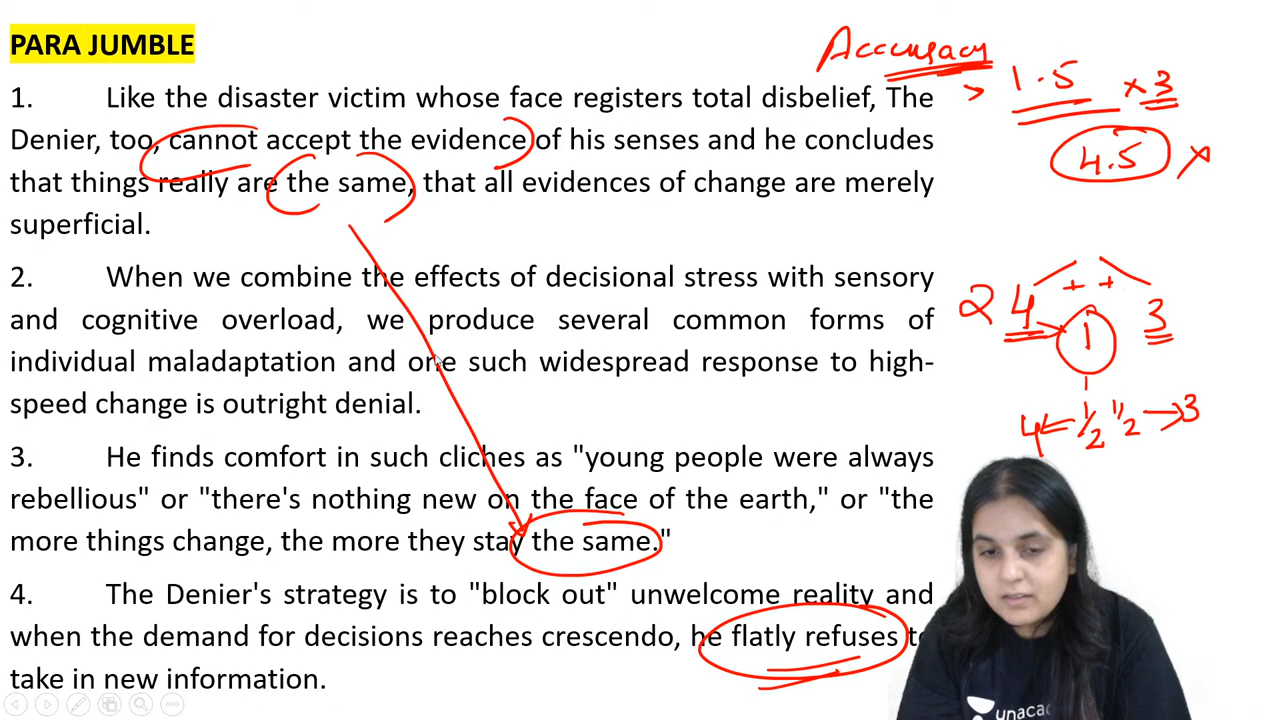 PARA JUMBLE
1. Like the disaster victim whose face registers total disbelief, The
Denier, too, cannot accept the evidence of his senses and he concludes
that things really are the same, that all evidences of change are merely
superficial.
2. When we combine the effects of decisional stress with sensory
and cognitive overload, we produce several common forms of
individual maladaptation and one such widespread response to high-
speed change is outright denial.
3. He finds comfort in such cliches as "young people were always
rebellious" or "there's nothing new on the face of the earth," or "the
more things change, the more they stay the same."
4. The Denier's strategy is to "block out" unwelcome reality and
when the demand for decisions reaches crescendo, he flatly refuses to
take in new information.
Accuracy
> 1.5 × 3
4.5 ×
+ +
2 4 1 3
4 ← 1/2 1/2 → 3
unaca